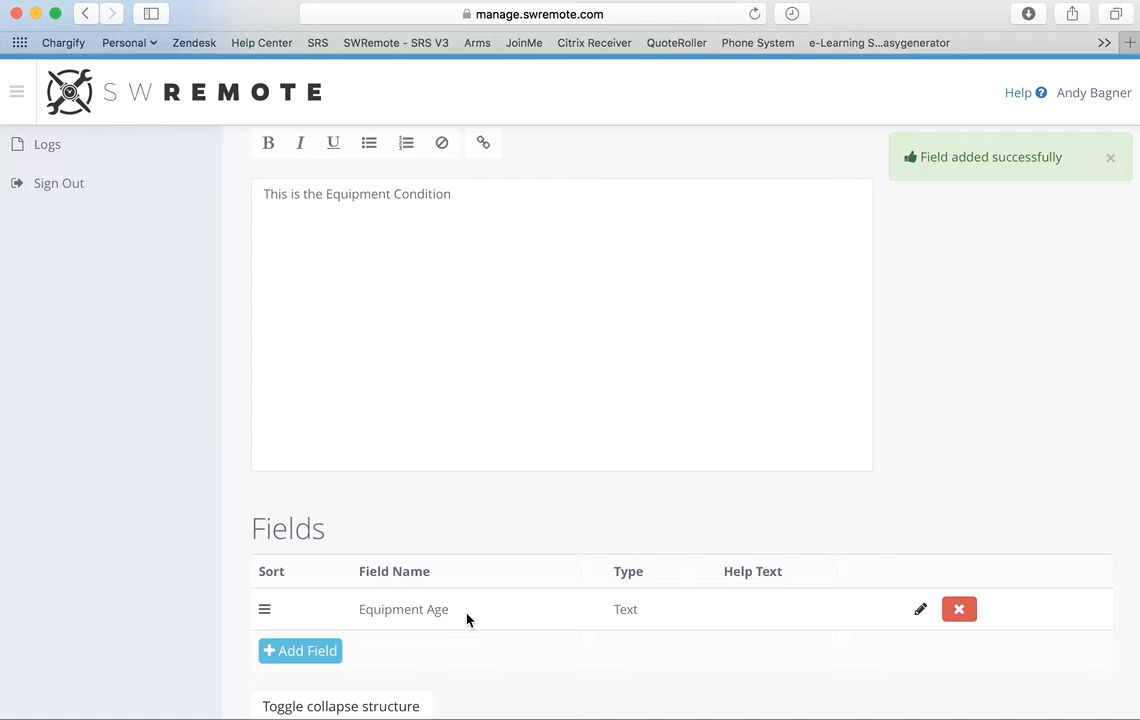 manage.swremote.com
Chargify Personal Zendesk Help Center SRS SWRemote - SRS V3 Arms JoinMe Citrix Receiver QuoteRoller Phone System e-Learning S...asygenerator
SWREMOTE
Help Andy Bagner
Logs
Sign Out
B I U
Field added successfully
This is the Equipment Condition
Fields
Sort Field Name Type Help Text
Equipment Age Text
Add Field
Toggle collapse structure